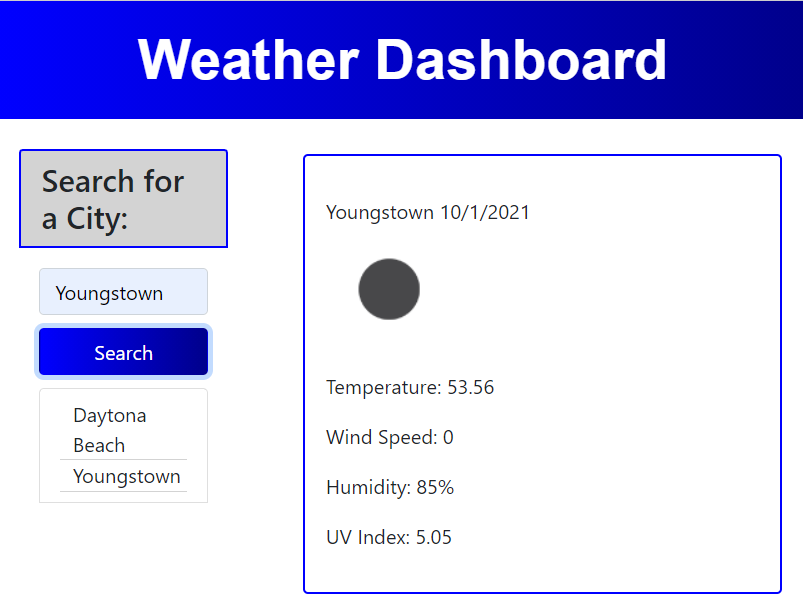 Weather Dashboard
Search for
a City:
Youngstown
Search
Daytona
Beach
Youngstown
Youngstown 10/1/2021
Temperature: 53.56
Wind Speed: 0
Humidity: 85%
UV Index: 5.05